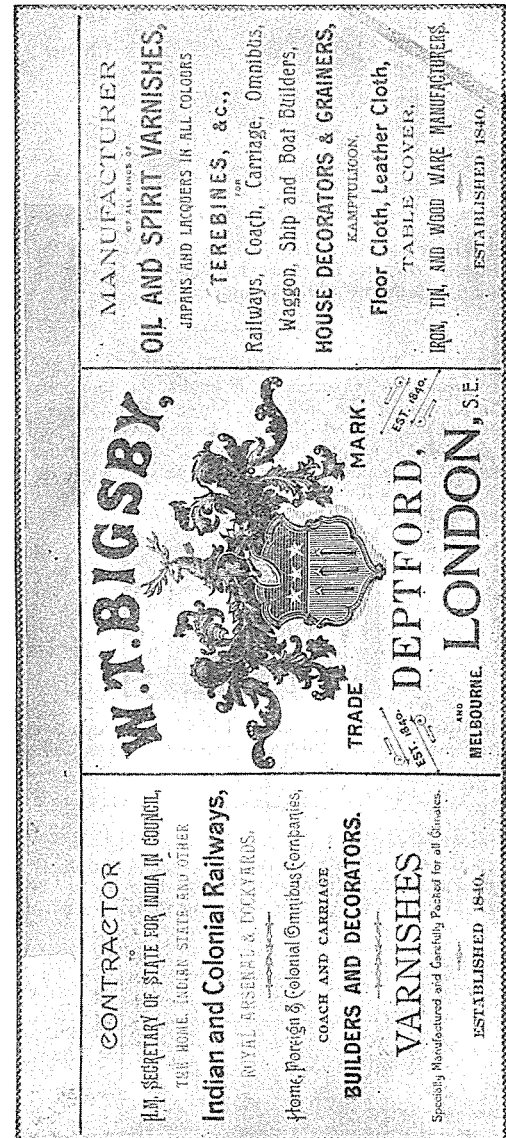 CONTRACTOR
TO
H.M. SECRETARY OF STATE FOR INDIA IN COUNCIL,
THE HOME, INDIAN STATE AND OTHER
Indian and Colonial Railways,
ROYAL ARSENAL & DOCKYARDS,
Home, Foreign & Colonial Omnibus Companies,
COACH AND CARRIAGE
BUILDERS AND DECORATORS.
VARNISHES
Specially Manufactured and Carefully Packed for all Climates.
ESTABLISHED 1840.
W.T. BIGSBY,
TRADE MARK.
EST. 1840.
DEPTFORD,
EST. 1840.
AND
MELBOURNE.
LONDON, S.E.
MANUFACTURER
OF ALL KINDS OF
OIL AND SPIRIT VARNISHES,
JAPANS AND LACQUERS IN ALL COLOURS
TEREBINES, &c.,
FOR
Railways, Coach, Carriage, Omnibus,
Waggon, Ship and Boat Builders,
HOUSE DECORATORS & GRAINERS,
KAMPTULICON,
Floor Cloth, Leather Cloth,
TABLE COVER,
IRON, TIN, AND WOOD WARE MANUFACTURERS.
ESTABLISHED 1840.